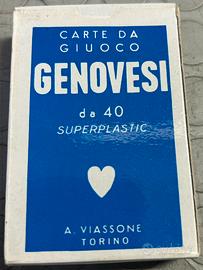 CARTE DA
GIUOCO
GENOVESI
da 40
SUPERPLASTIC
A. VIASSONE
TORINO